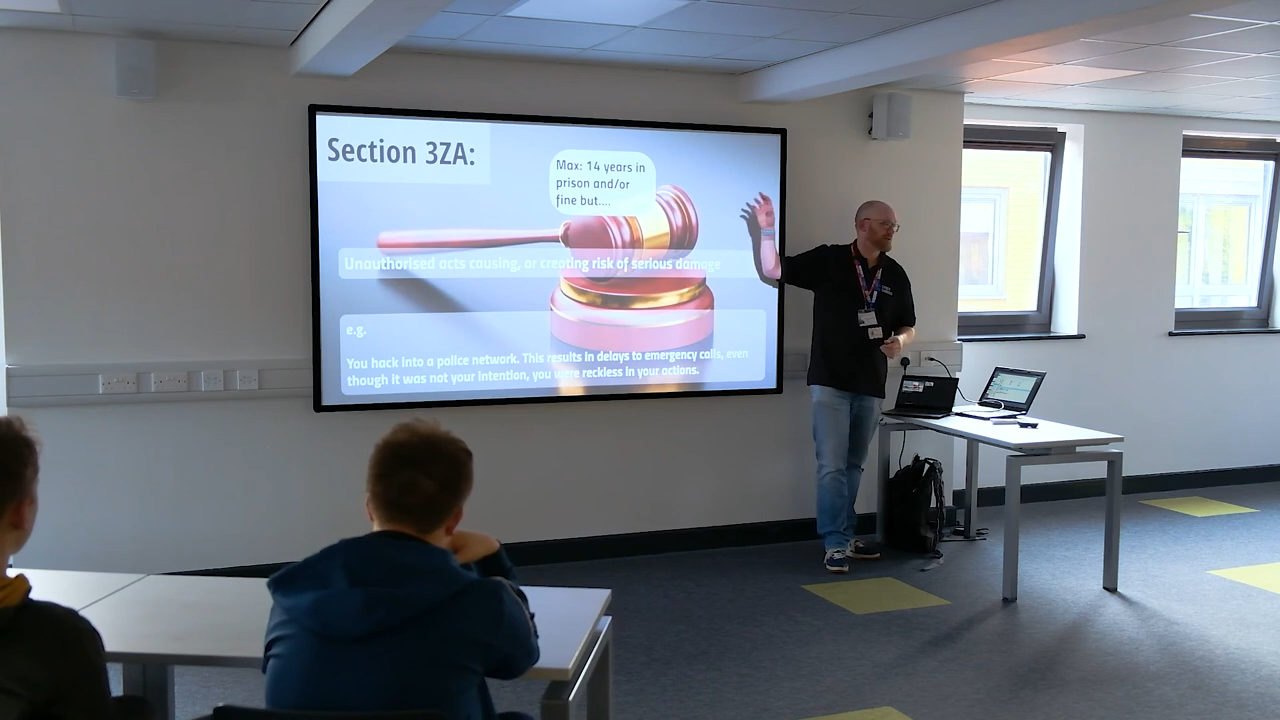 Section 3ZA:
Max: 14 years in
prison and/or
fine but....
Unauthorised acts causing, or creating risk of serious damage
e.g.
You hack into a police network. This results in delays to emergency calls, even
though it was not your intention, you were reckless in your actions.